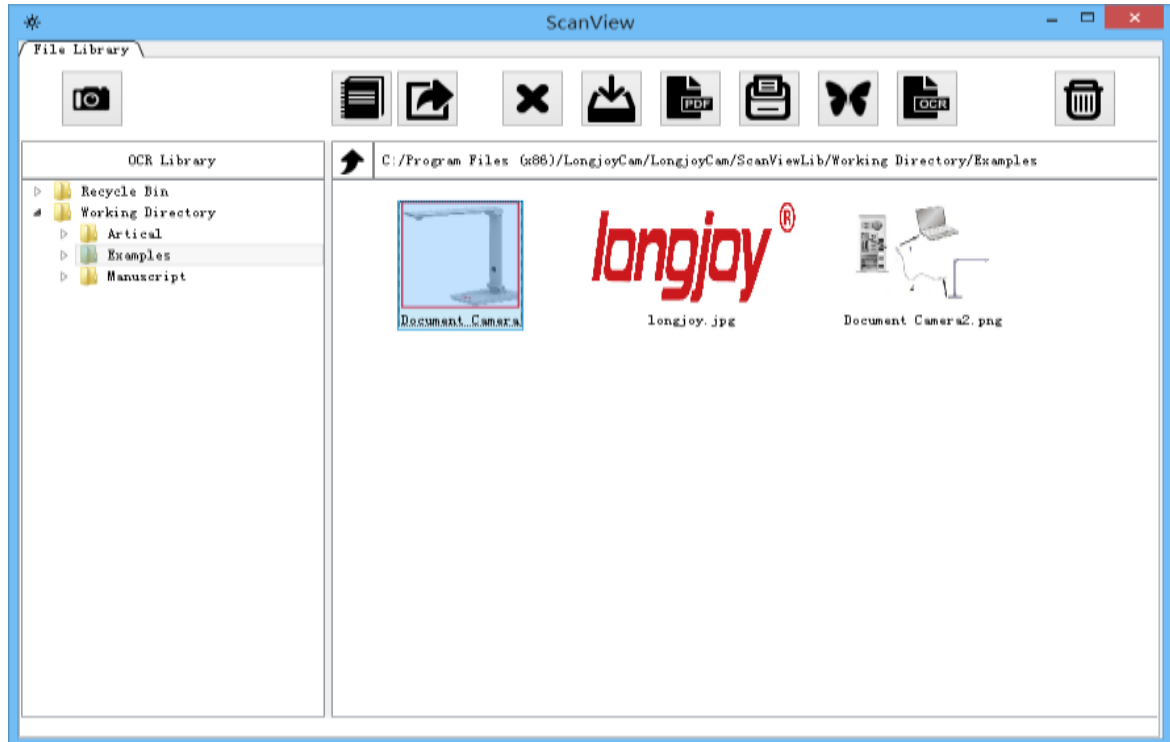 ScanView
File Library
PDF
OCR
OCR Library
C:/Program Files (x86)/LongjoyCam/LongjoyCam/ScanViewLib/Working Directory/Examples
Recycle Bin
Working Directory
Artical
Examples
Manuscript
longjoy®
Document Camera
longjoy.jpg
Document Camera2.png